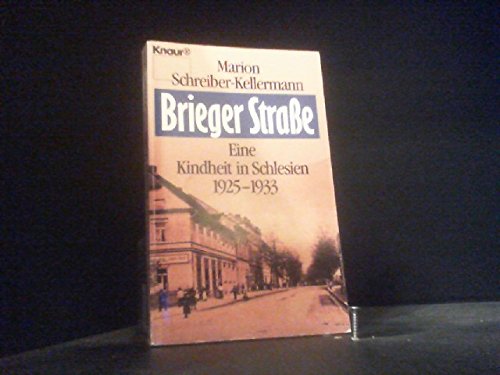 Knaur®
Marion
Schreiber-Kellermann
Brieger Straße
Eine
Kindheit in Schlesien
1925–1933